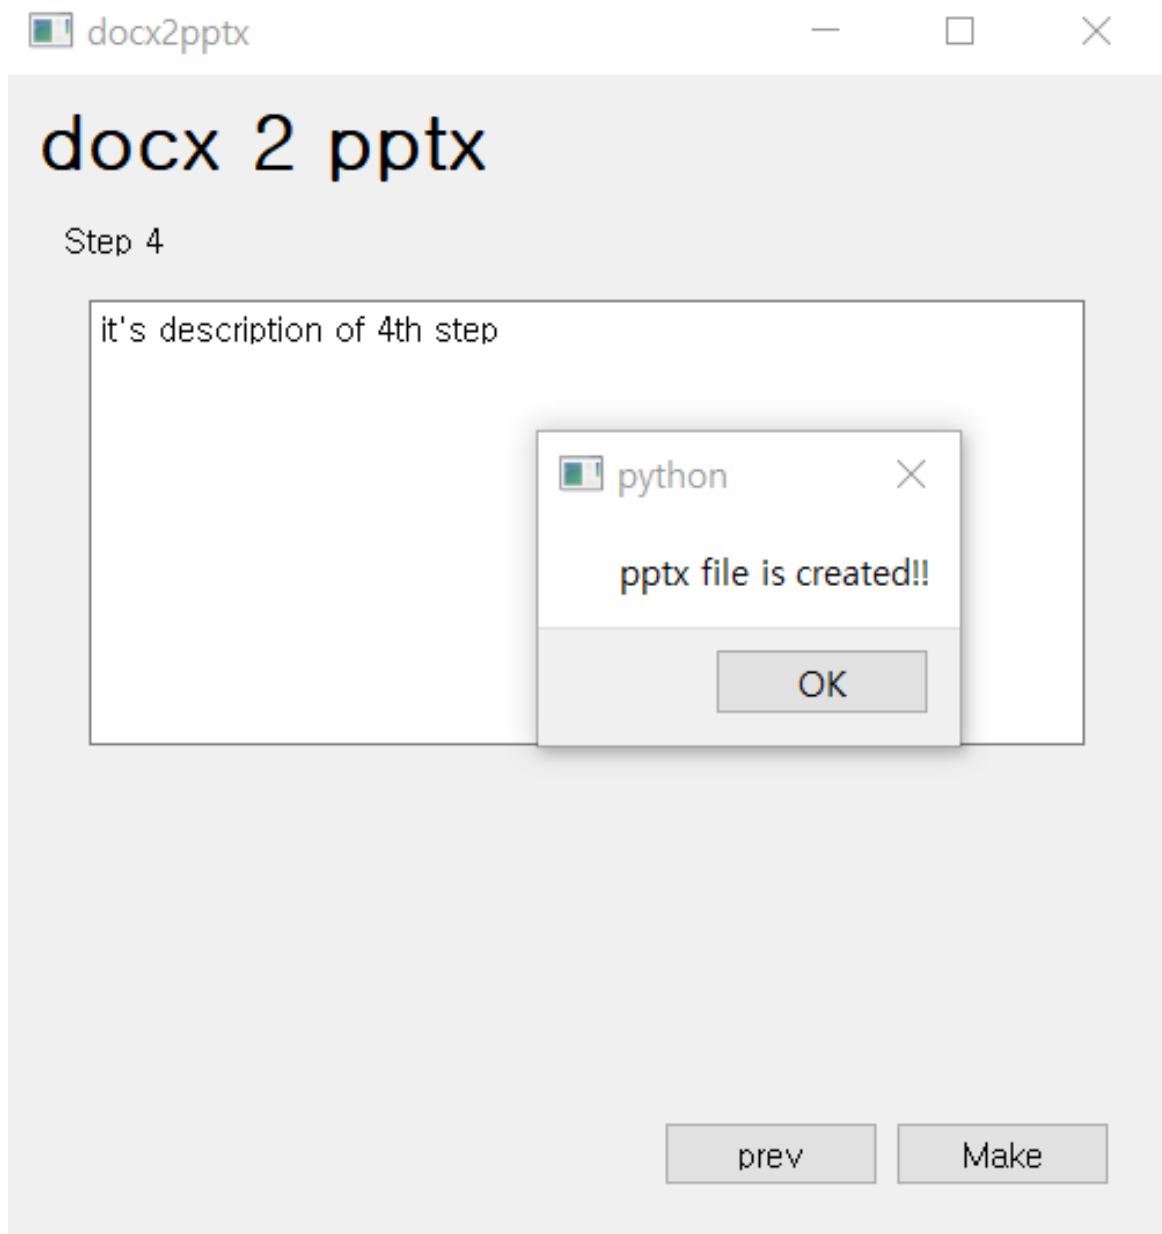 docx2pptx
docx 2 pptx
Step 4
it's description of 4th step
python
pptx file is created!!
OK
prev
Make